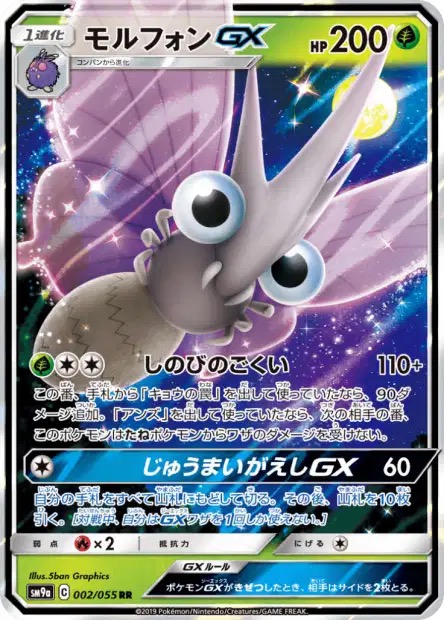 1進化
モルフォンGX
HP200
コンパンから進化
しのびのごくい 110+
この番、手札から「キョウの罠」を出して使っていたなら、90ダ
メージ追加。「アンズ」を出して使っていたなら、次の相手の番、
このポケモンはたねポケモンからワザのダメージを受けない。
じゅうまいがえしGX 60
自分の手札をすべて山札にもどして切る。その後、山札を10枚
引く。[対戦中、自分はGXワザを1回しか使えない。]
弱点 ×2 抵抗力 にげる
GXルール
Illus.5ban Graphics
ポケモンGXがきぜつしたとき、相手はサイドを2枚とる。
SM9a C 002/055 RR
©2019 Pokémon/Nintendo/Creatures/GAME FREAK.